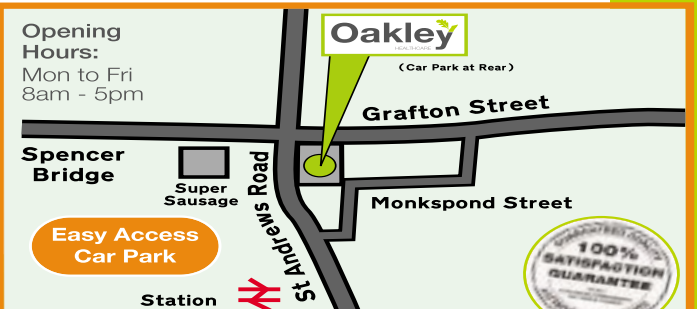 Opening
Hours:
Mon to Fri
8am - 5pm
Oakley
HEALTHCARE
(Car Park at Rear)
Grafton Street
Spencer
Bridge
Super
Sausage
St Andrews Road
Monkspond Street
Easy Access
Car Park
Station
100%
SATISFACTION
GUARANTEE